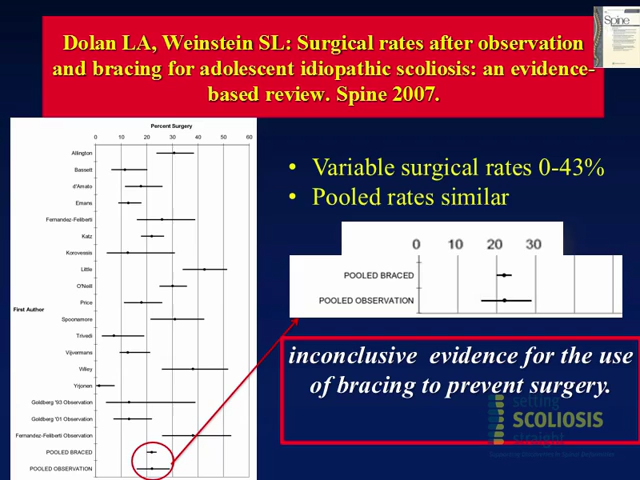 Dolan LA, Weinstein SL: Surgical rates after observation
and bracing for adolescent idiopathic scoliosis: an evidence-
based review. Spine 2007.
Spine
Percent Surgery
0 10 20 30 40 50 60
Allington
Bassett
d'Amato
Emans
Fernandez-Feliberti
Katz
Korovessis
Little
O'Neill
Price
First Author
Spoonamore
Trivadi
Vijvermans
Wiley
Yrjonen
Goldberg '93 Observation
Goldberg '01 Observation
Fernandez-Feliberti Observation
POOLED BRACED
POOLED OBSERVATION
• Variable surgical rates 0-43%
• Pooled rates similar
0 10 20 30
POOLED BRACED
POOLED OBSERVATION
inconclusive evidence for the use
of bracing to prevent surgery.
setting
SCOLIOSIS
straight